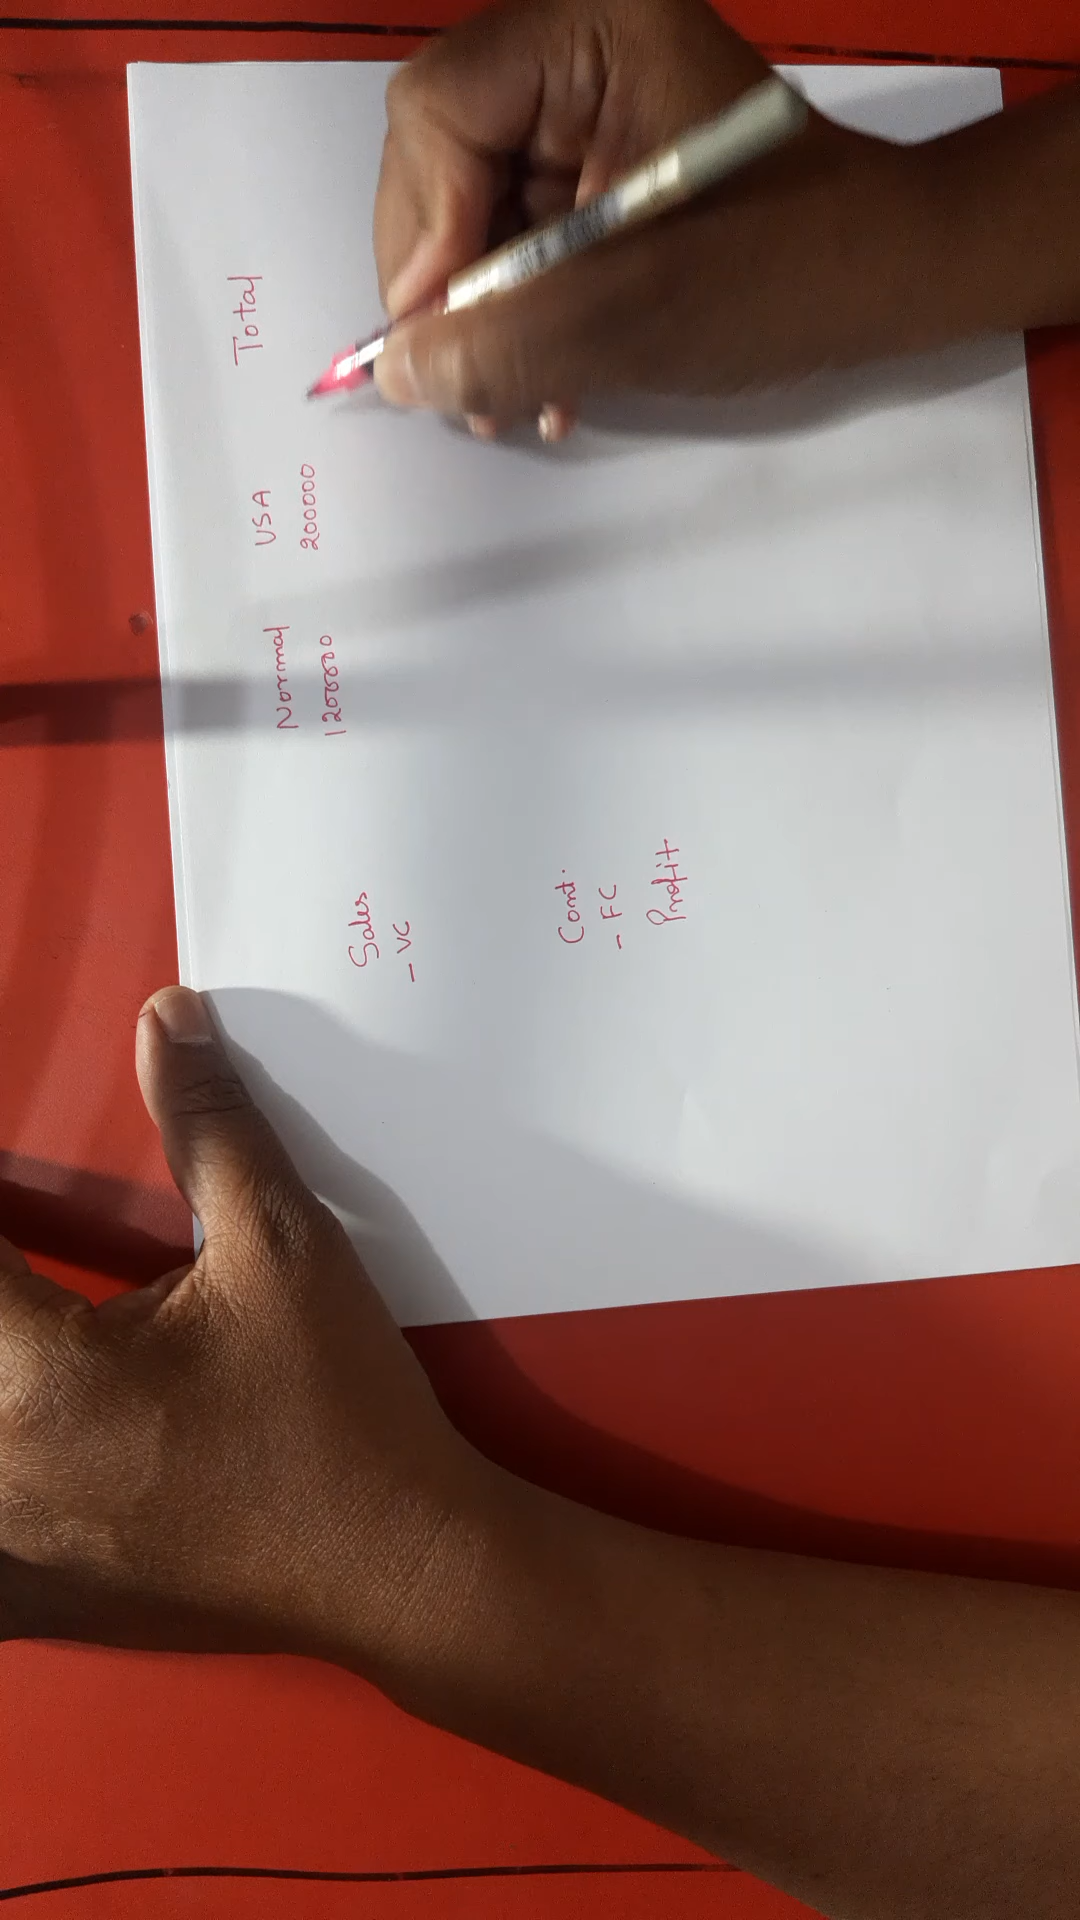 Normal USA Total
Sales 1200000 200000
- VC
Cont.
- FC
Profit